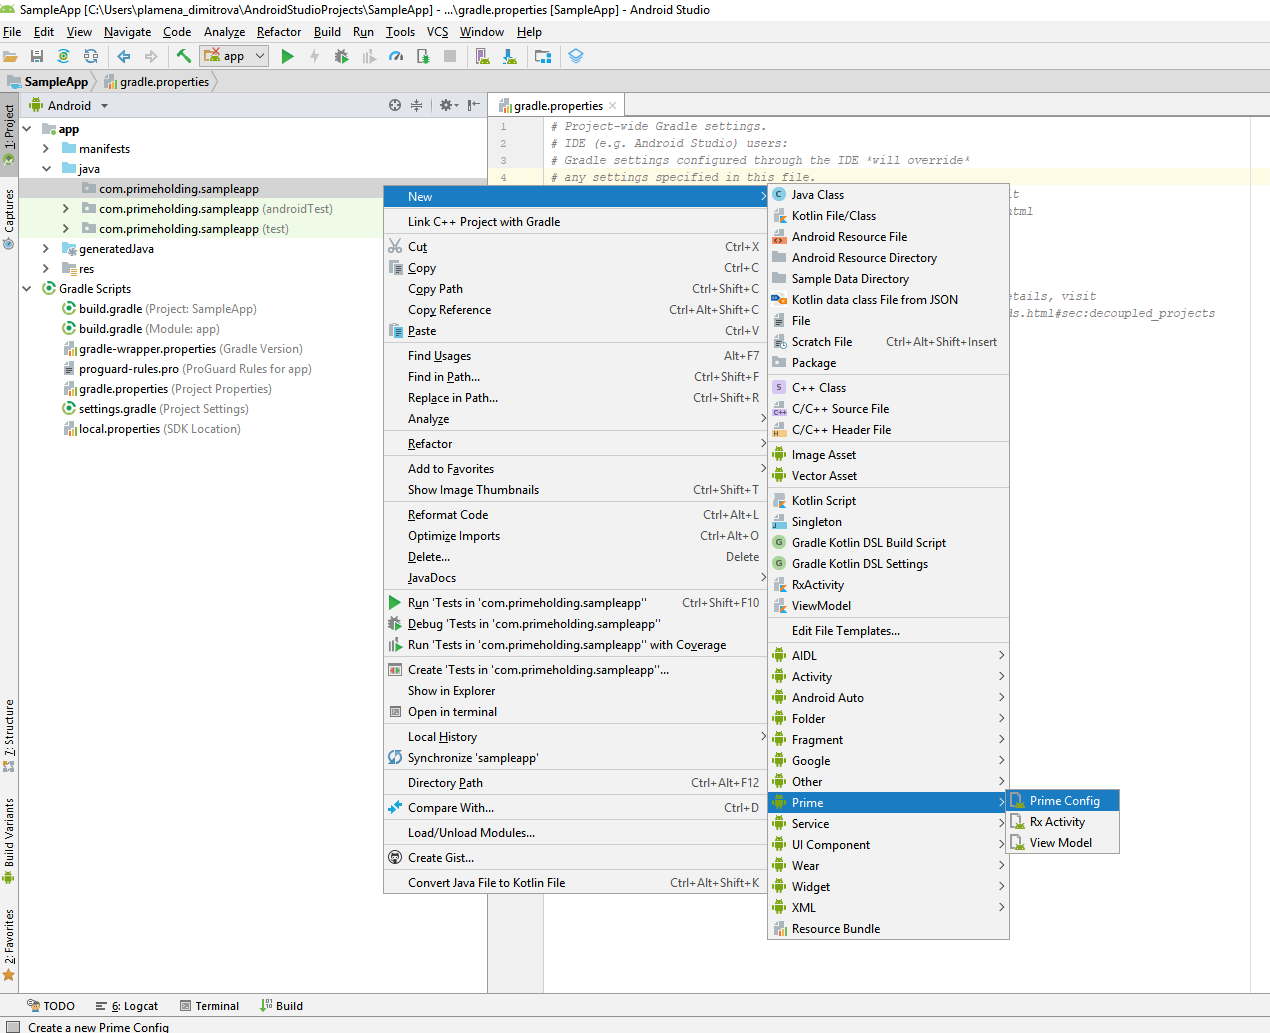 SampleApp [C:\Users\plamena_dimitrova\AndroidStudioProjects\SampleApp] - ...\gradle.properties [SampleApp] - Android Studio
File Edit View Navigate Code Analyze Refactor Build Run Tools VCS Window Help
app
SampleApp gradle.properties
Android
gradle.properties
1: Project
Captures
7: Structure
Build Variants
2: Favorites
app
manifests
java
com.primeholding.sampleapp
com.primeholding.sampleapp (androidTest)
com.primeholding.sampleapp (test)
generatedJava
res
Gradle Scripts
build.gradle (Project: SampleApp)
build.gradle (Module: app)
gradle-wrapper.properties (Gradle Version)
proguard-rules.pro (ProGuard Rules for app)
gradle.properties (Project Properties)
settings.gradle (Project Settings)
local.properties (SDK Location)
1 # Project-wide Gradle settings.
2 # IDE (e.g. Android Studio) users:
3 # Gradle settings configured through the IDE *will override*
4 # any settings specified in this file.
it
tml
etails, visit
ds.html#sec:decoupled_projects
New
Link C++ Project with Gradle
Cut Ctrl+X
Copy Ctrl+C
Copy Path Ctrl+Shift+C
Copy Reference Ctrl+Alt+Shift+C
Paste Ctrl+V
Find Usages Alt+F7
Find in Path... Ctrl+Shift+F
Replace in Path... Ctrl+Shift+R
Analyze
Refactor
Add to Favorites
Show Image Thumbnails Ctrl+Shift+T
Reformat Code Ctrl+Alt+L
Optimize Imports Ctrl+Alt+O
Delete... Delete
JavaDocs
Run 'Tests in 'com.primeholding.sampleapp'' Ctrl+Shift+F10
Debug 'Tests in 'com.primeholding.sampleapp''
Run 'Tests in 'com.primeholding.sampleapp'' with Coverage
Create 'Tests in 'com.primeholding.sampleapp''...
Show in Explorer
Open in terminal
Local History
Synchronize 'sampleapp'
Directory Path Ctrl+Alt+F12
Compare With... Ctrl+D
Load/Unload Modules...
Create Gist...
Convert Java File to Kotlin File Ctrl+Alt+Shift+K
Java Class
Kotlin File/Class
Android Resource File
Android Resource Directory
Sample Data Directory
Kotlin data class File from JSON
File
Scratch File Ctrl+Alt+Shift+Insert
Package
C++ Class
C/C++ Source File
C/C++ Header File
Image Asset
Vector Asset
Kotlin Script
Singleton
Gradle Kotlin DSL Build Script
Gradle Kotlin DSL Settings
RxActivity
ViewModel
Edit File Templates...
AIDL
Activity
Android Auto
Folder
Fragment
Google
Other
Prime
Service
UI Component
Wear
Widget
XML
Resource Bundle
Prime Config
Rx Activity
View Model
TODO 6: Logcat Terminal Build
Create a new Prime Config